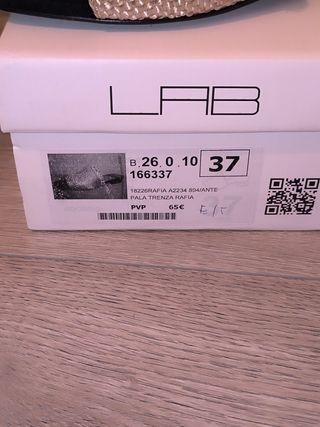 LAB
B.26.0.10 37
166337
18226RAFIA A2234 894/ANTE
PALA TRENZA RAFIA
PVP 65€